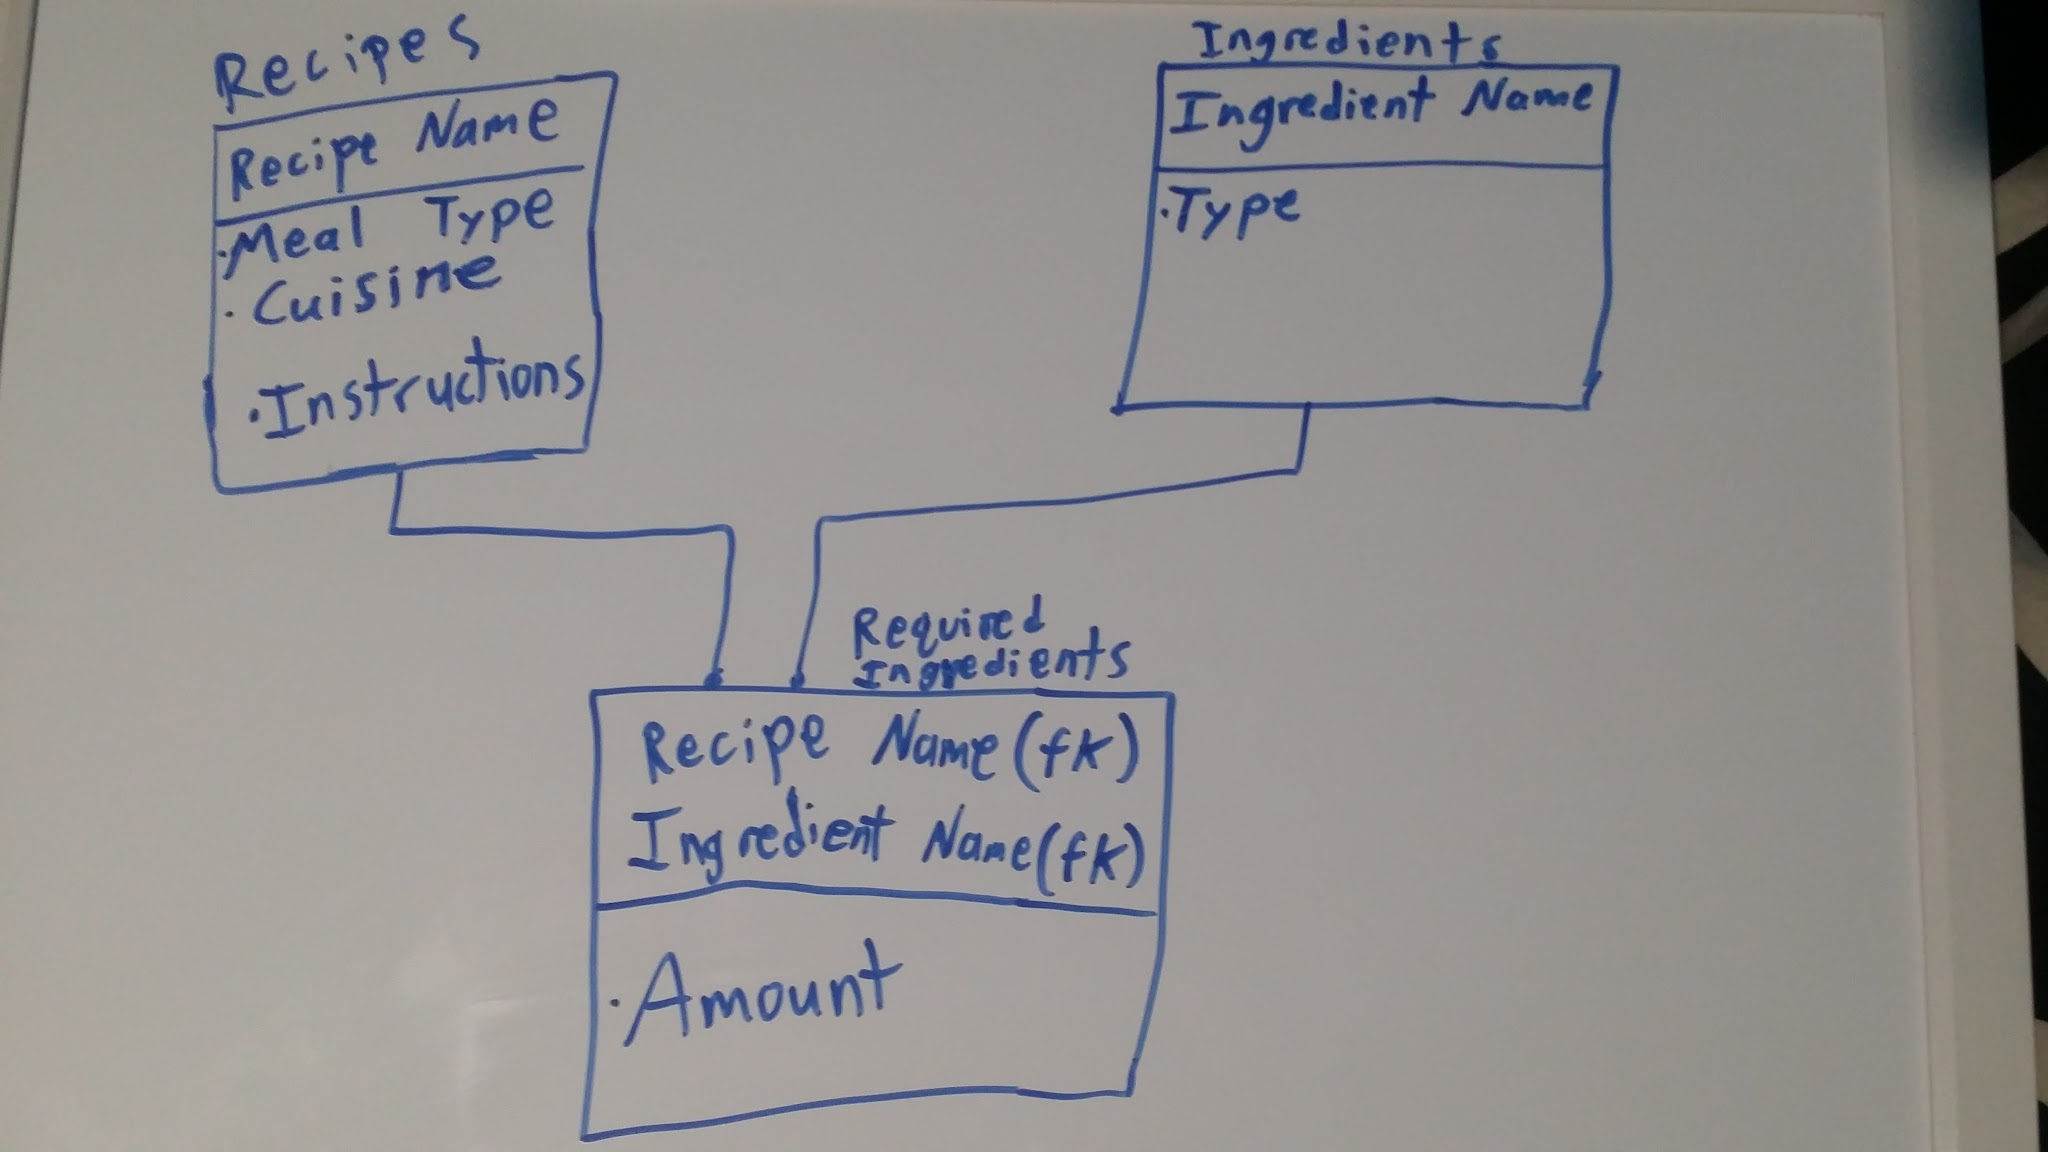 Recipes
Recipe Name
·Meal Type
·Cuisine
·Instructions
Ingredients
Ingredient Name
·Type
Required
Ingredients
Recipe Name (fk)
Ingredient Name (fk)
·Amount